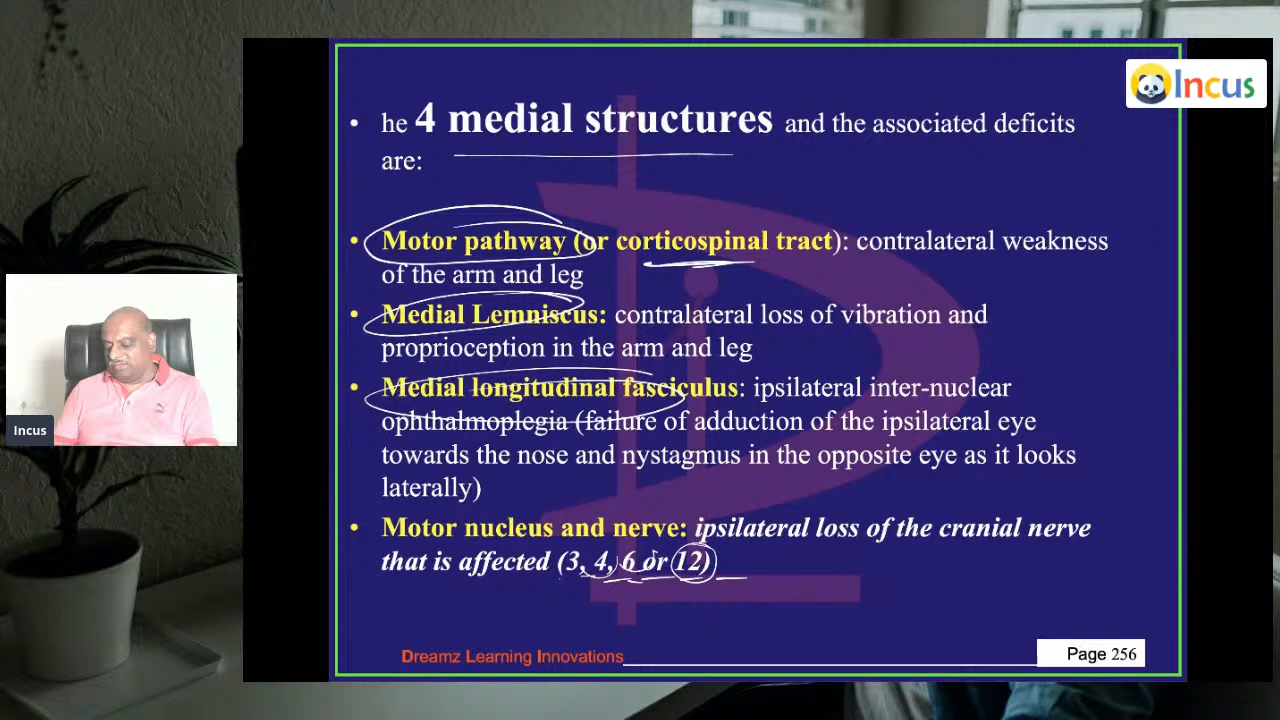 Incus
• he 4 medial structures and the associated deficits
are:
• Motor pathway (or corticospinal tract): contralateral weakness
of the arm and leg
• Medial Lemniscus: contralateral loss of vibration and
proprioception in the arm and leg
• Medial longitudinal fasciculus: ipsilateral inter-nuclear
ophthalmoplegia (failure of adduction of the ipsilateral eye
towards the nose and nystagmus in the opposite eye as it looks
laterally)
• Motor nucleus and nerve: ipsilateral loss of the cranial nerve
that is affected (3, 4, 6 or 12)
Incus
Dreamz Learning Innovations
Page 256